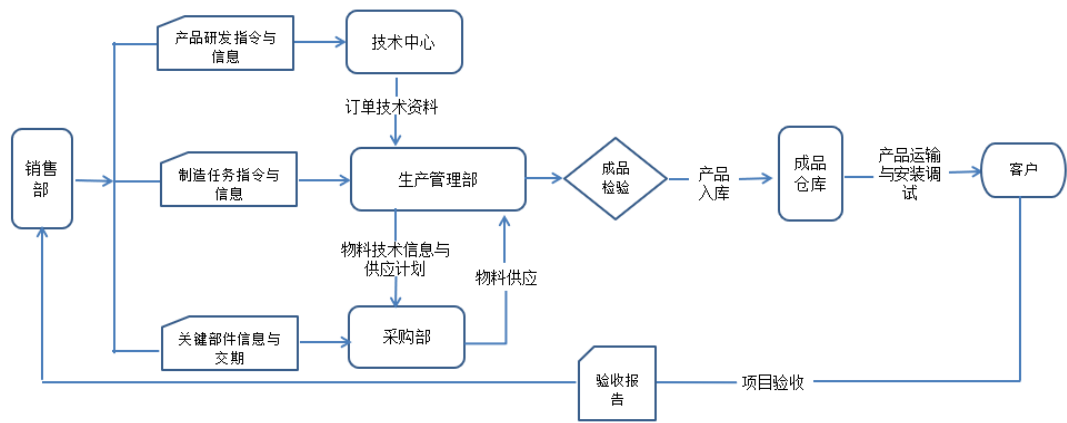 产品研发指令与
信息
技术中心
订单技术资料
销售
部
制造任务指令与
信息
生产管理部
成品
检验
产品
入库
成品
仓库
产品运输
与安装调
试
客户
物料技术信息与
供应计划
物料供应
关键部件信息与
交期
采购部
验收报
告
项目验收